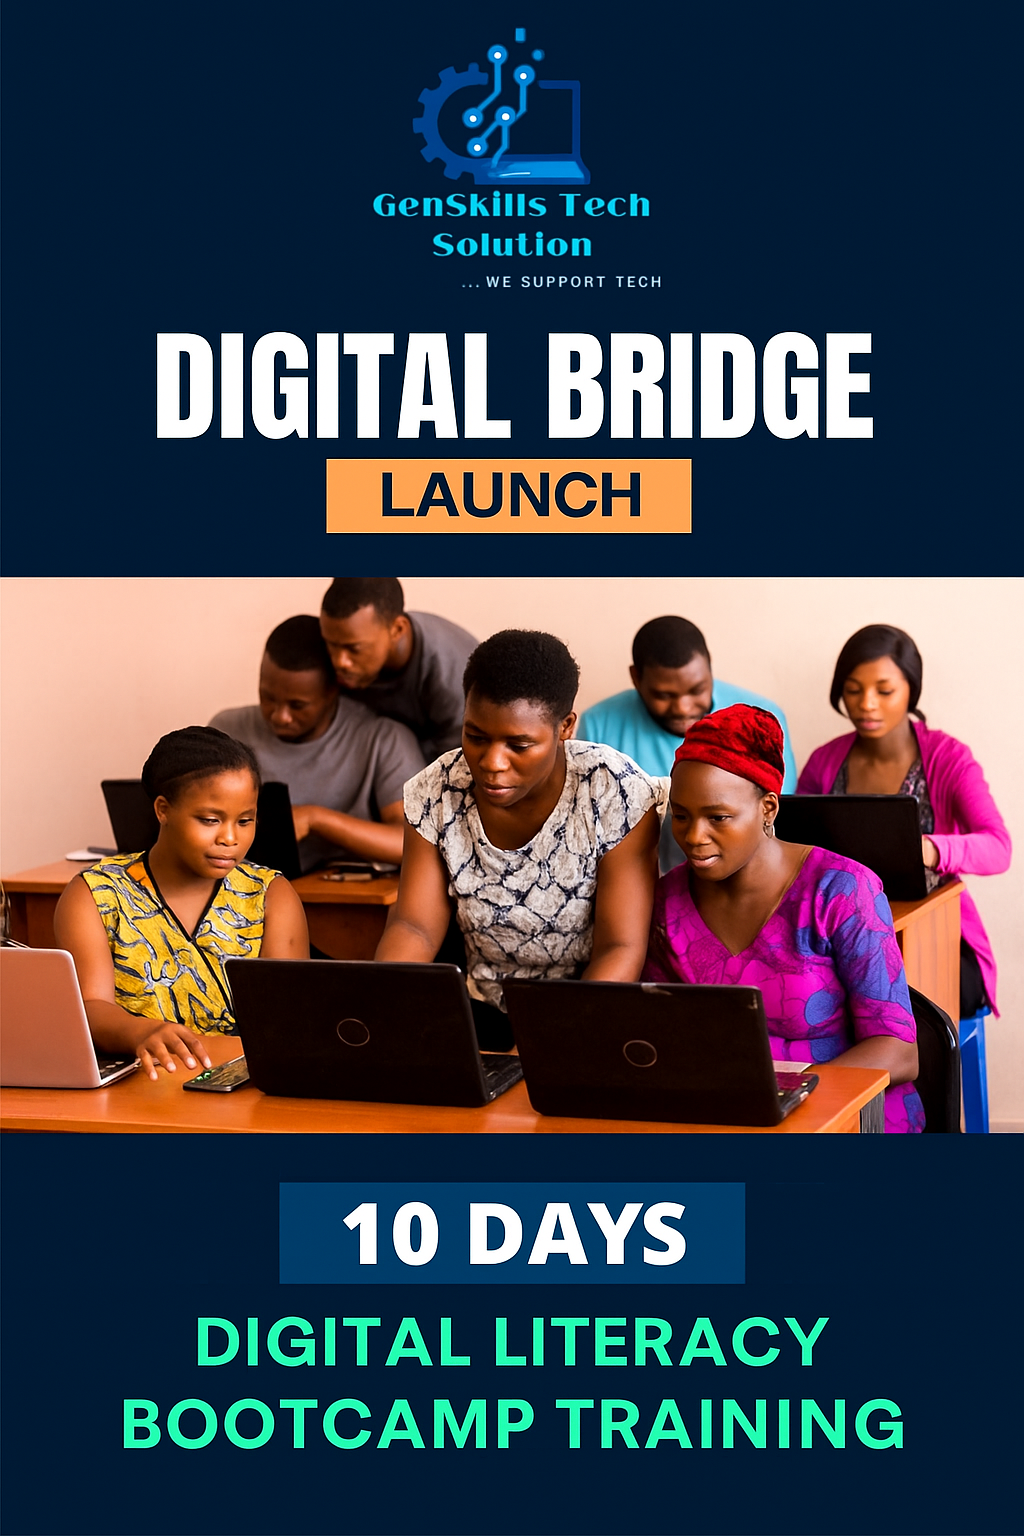 GenSkills Tech
Solution
... WE SUPPORT TECH
DIGITAL BRIDGE
LAUNCH
10 DAYS
DIGITAL LITERACY
BOOTCAMP TRAINING